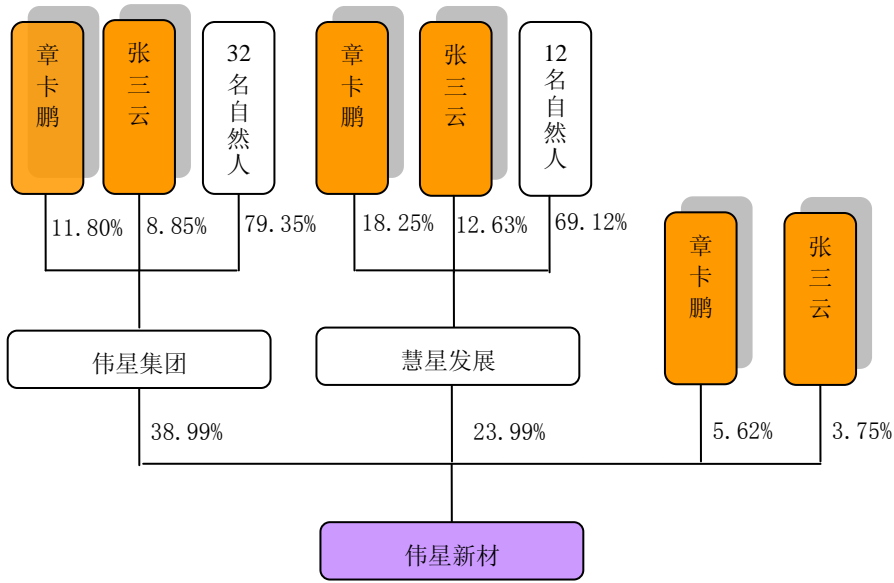 章卡鹏
张三云
32名自然人
章卡鹏
张三云
12名自然人
11.80%
8.85%
79.35%
18.25%
12.63%
69.12%
章卡鹏
张三云
伟星集团
慧星发展
38.99%
23.99%
5.62%
3.75%
伟星新材